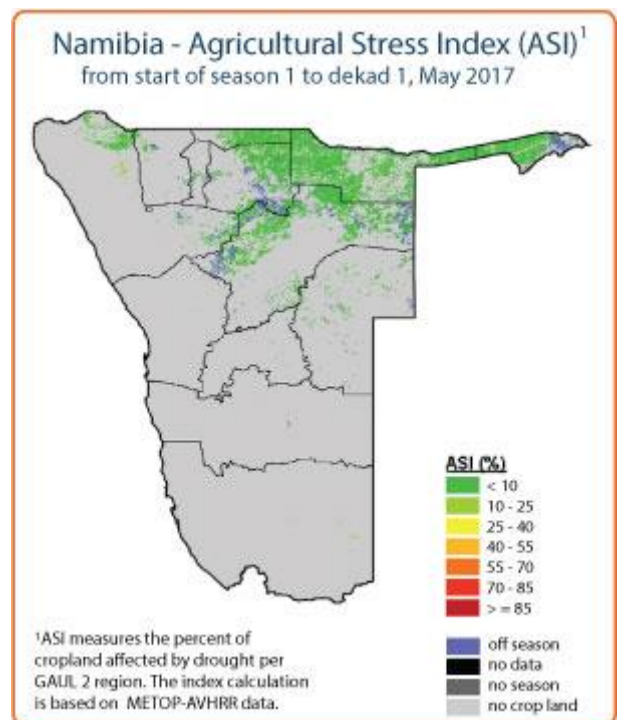 Namibia - Agricultural Stress Index (ASI)¹
from start of season 1 to dekad 1, May 2017
ASI (%)
< 10
10 - 25
25 - 40
40 - 55
55 - 70
70 - 85
> = 85
off season
no data
no season
no crop land
¹ASI measures the percent of
cropland affected by drought per
GAUL 2 region. The index calculation
is based on METOP-AVHRR data.